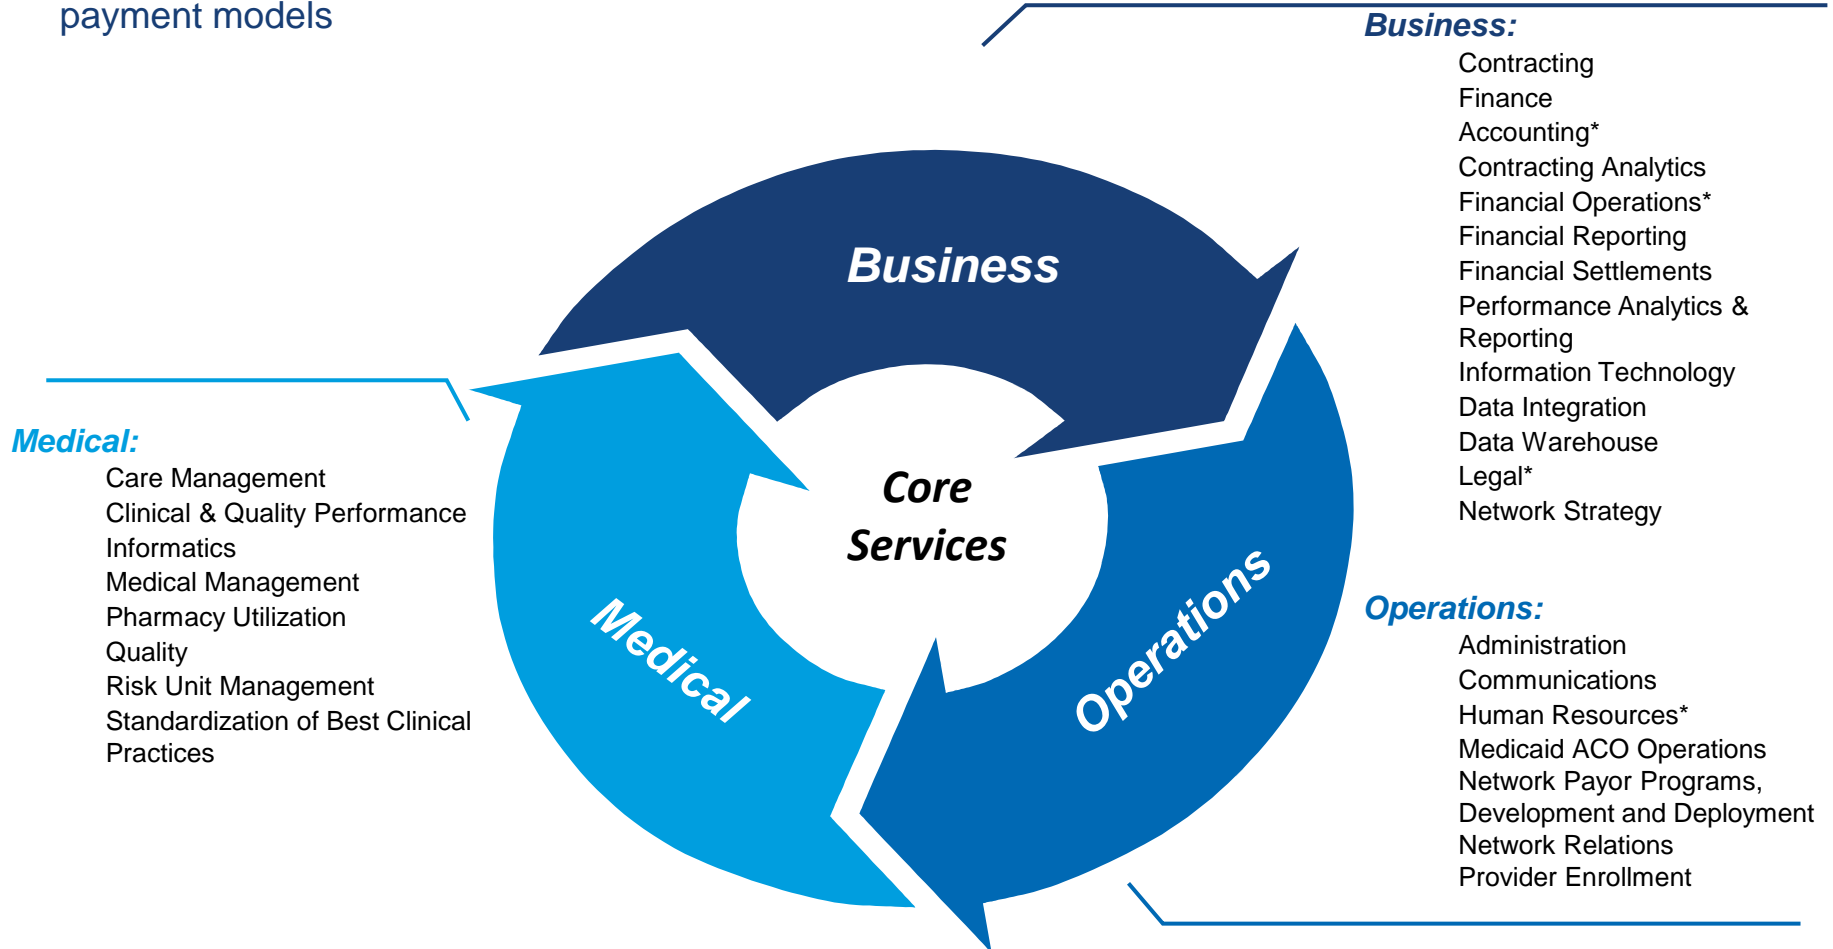 payment models
Business:
Contracting
Finance
Accounting*
Contracting Analytics
Financial Operations*
Financial Reporting
Financial Settlements
Performance Analytics &
Reporting
Information Technology
Data Integration
Data Warehouse
Legal*
Network Strategy
Business
Core
Services
Medical
Operations
Medical:
Care Management
Clinical & Quality Performance
Informatics
Medical Management
Pharmacy Utilization
Quality
Risk Unit Management
Standardization of Best Clinical
Practices
Operations:
Administration
Communications
Human Resources*
Medicaid ACO Operations
Network Payor Programs,
Development and Deployment
Network Relations
Provider Enrollment